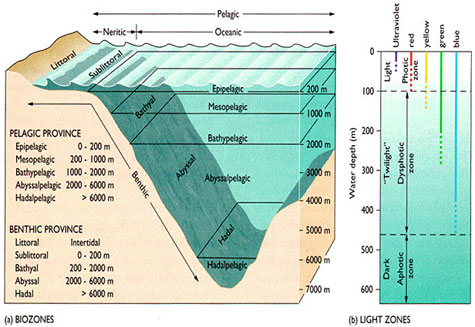 Pelagic
Neritic
Oceanic
Littoral
Sublittoral
Bathyal
Abyssal
Hadal
Benthic
Epipelagic
200 m
Mesopelagic
1000 m
Bathypelagic
2000 m
Abyssalpelagic
4000 m
5000 m
Hadalpelagic
6000 m
7000 m
PELAGIC PROVINCE
Epipelagic 0 - 200 m
Mesopelagic 200 - 1000 m
Bathypelagic 1000 - 2000 m
Abyssalpelagic 2000 - 6000 m
Hadalpelagic > 6000 m
BENTHIC PROVINCE
Littoral Intertidal
Sublittoral 0 - 200 m
Bathyal 200 - 2000 m
Abyssal 2000 - 6000 m
Hadal > 6000 m
(a) BIOZONES
Ultraviolet
red
yellow
green
blue
Water depth (m)
0
100
200
300
400
500
600
Light
Photic
zone
"Twilight"
Dysphotic
zone
Dark
Aphotic
zone
(b) LIGHT ZONES